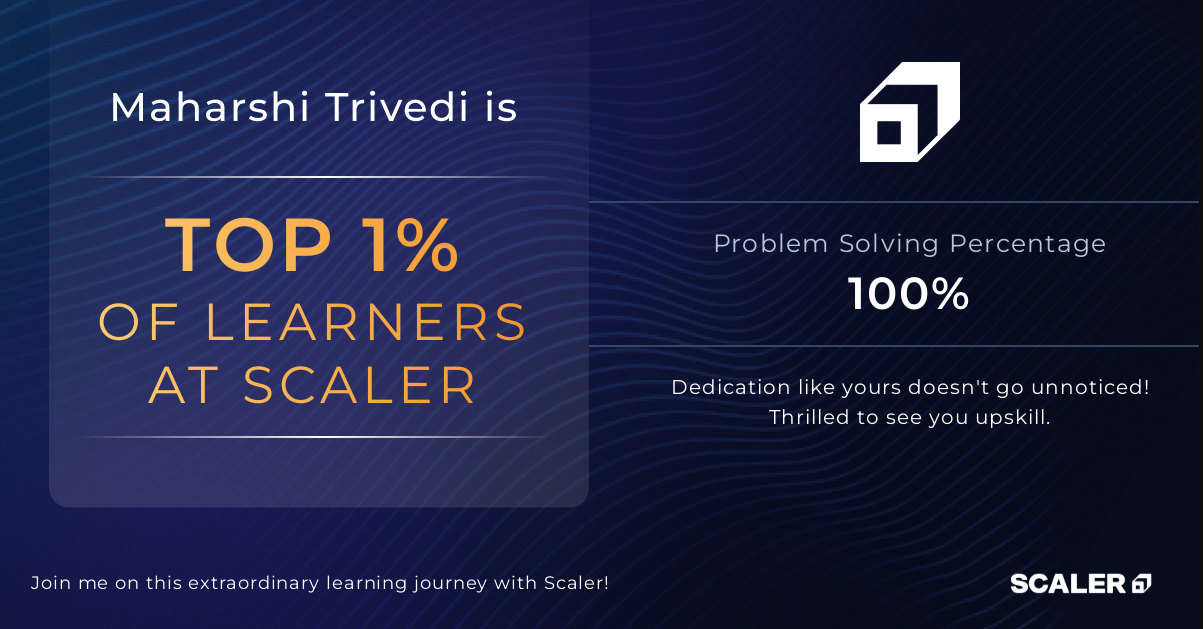 Maharshi Trivedi is
TOP 1%
OF LEARNERS
AT SCALER
Problem Solving Percentage
100%
Dedication like yours doesn't go unnoticed!
Thrilled to see you upskill.
Join me on this extraordinary learning journey with Scaler!
SCALER